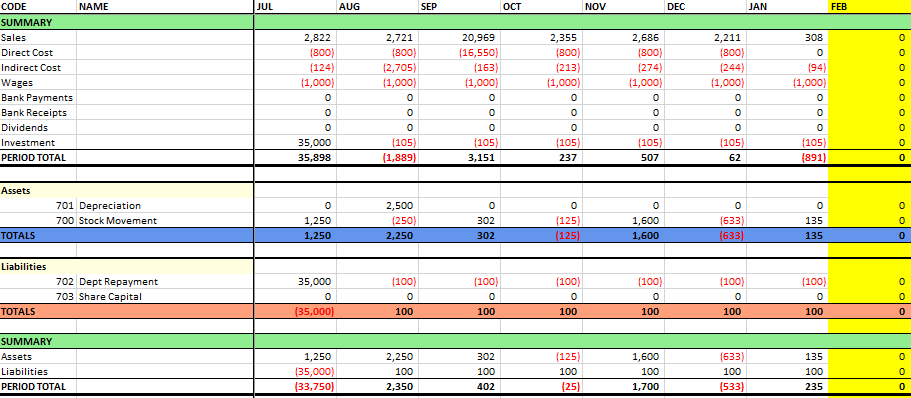 CODE NAME JUL AUG SEP OCT NOV DEC JAN FEB
SUMMARY
Sales 2,822 2,721 20,969 2,355 2,686 2,211 308 0
Direct Cost (800) (800) (16,550) (800) (800) (800) 0 0
Indirect Cost (124) (2,705) (163) (213) (274) (244) (94) 0
Wages (1,000) (1,000) (1,000) (1,000) (1,000) (1,000) (1,000) 0
Bank Payments 0 0 0 0 0 0 0 0
Bank Receipts 0 0 0 0 0 0 0 0
Dividends 0 0 0 0 0 0 0 0
Investment 35,000 (105) (105) (105) (105) (105) (105) 0
PERIOD TOTAL 35,898 (1,889) 3,151 237 507 62 (891) 0
Assets
701 Depreciation 0 2,500 0 0 0 0 0 0
700 Stock Movement 1,250 (250) 302 (125) 1,600 (633) 135 0
TOTALS 1,250 2,250 302 (125) 1,600 (633) 135 0
Liabilities
702 Dept Repayment 35,000 (100) (100) (100) (100) (100) (100) 0
703 Share Capital 0 0 0 0 0 0 0 0
TOTALS (35,000) 100 100 100 100 100 100 0
SUMMARY
Assets 1,250 2,250 302 (125) 1,600 (633) 135 0
Liabilities (35,000) 100 100 100 100 100 100 0
PERIOD TOTAL (33,750) 2,350 402 (25) 1,700 (533) 235 0